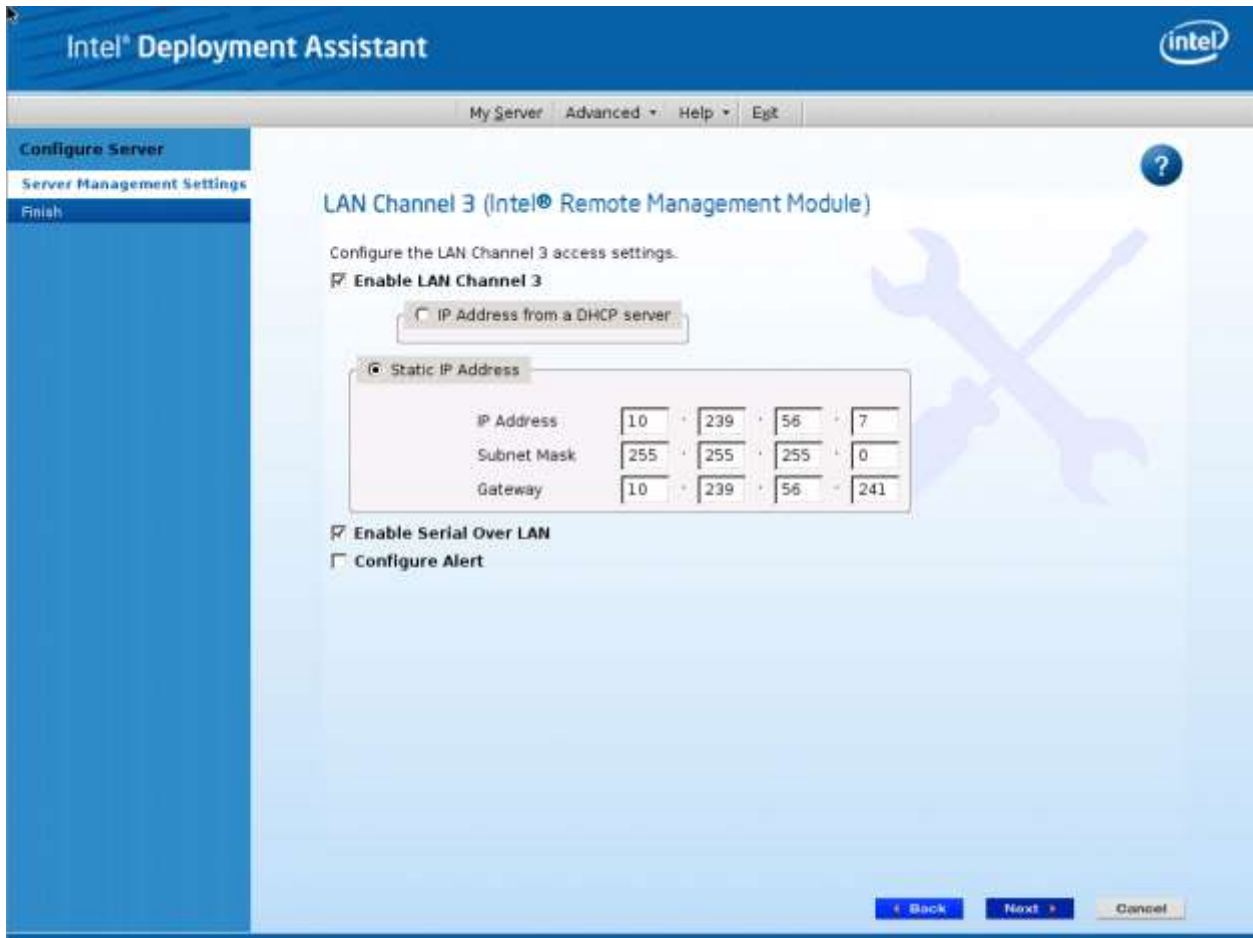 Intel® Deployment Assistant
intel
My Server Advanced Help Exit
Configure Server
Server Management Settings
Finish
?
LAN Channel 3 (Intel® Remote Management Module)
Configure the LAN Channel 3 access settings.
Enable LAN Channel 3
IP Address from a DHCP server
Static IP Address
IP Address 10 . 239 . 56 . 7
Subnet Mask 255 . 255 . 255 . 0
Gateway 10 . 239 . 56 . 241
Enable Serial Over LAN
Configure Alert
Back Next Cancel